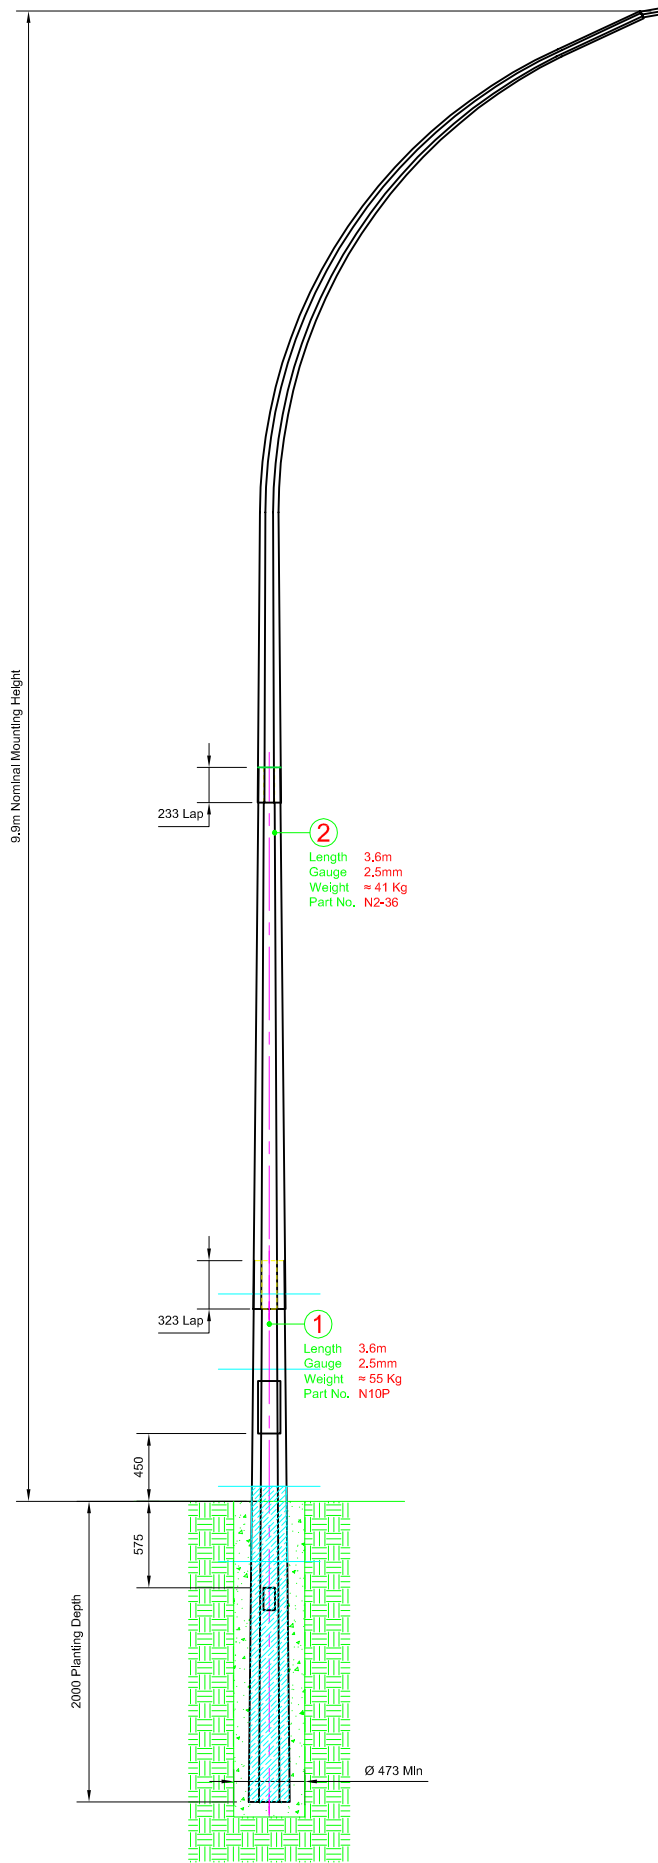 9.9m Nominal Mounting Height
233 Lap
2
Length 3.6m
Gauge 2.5mm
Weight ≈ 41 Kg
Part No. N2-36
323 Lap
1
Length 3.6m
Gauge 2.5mm
Weight ≈ 55 Kg
Part No. N10P
450
575
2000 Planting Depth
Ø 473 Min